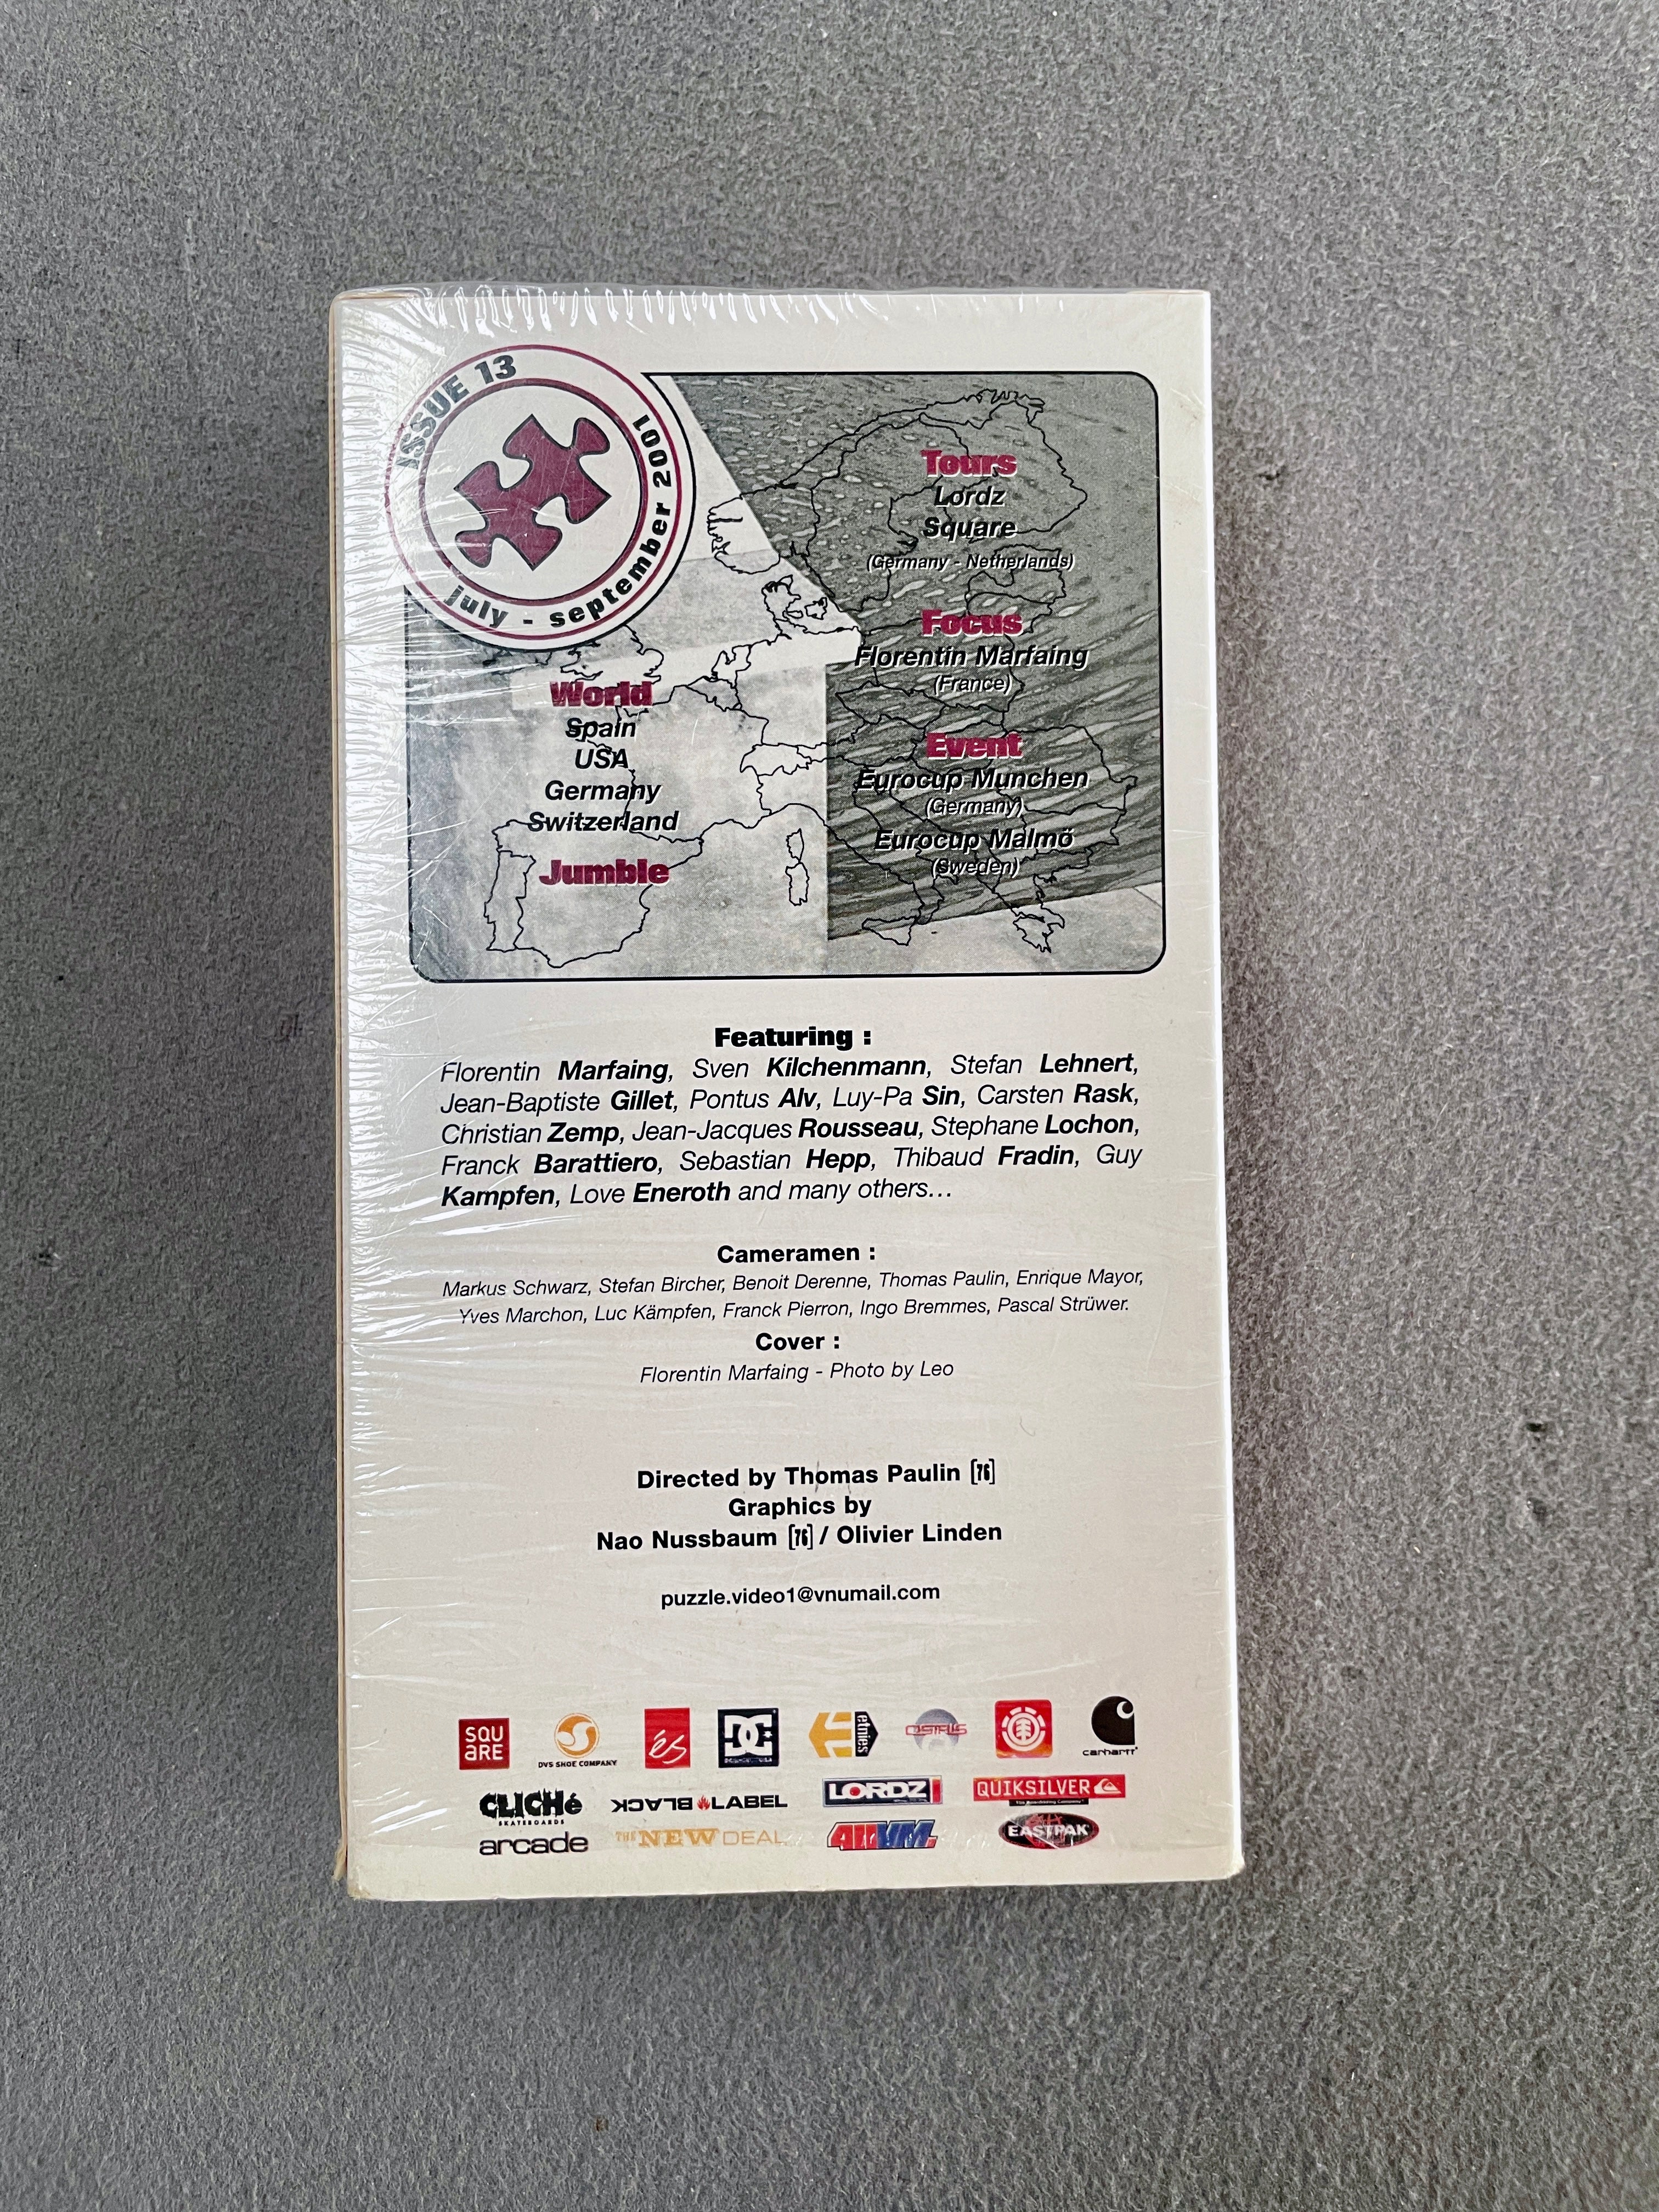 ISSUE 13
july - september 2001
Tours
Lordz
Square
(Germany - Netherlands)
Focus
Florentin Marfaing
(France)
Event
Eurocup Munchen
(Germany)
Eurocup Malmö
(Sweden)
World
Spain
USA
Germany
Switzerland
Jumble
Featuring :
Florentin Marfaing, Sven Kilchenmann, Stefan Lehnert,
Jean-Baptiste Gillet, Pontus Alv, Luy-Pa Sin, Carsten Rask,
Christian Zemp, Jean-Jacques Rousseau, Stephane Lochon,
Franck Barattiero, Sebastian Hepp, Thibaud Fradin, Guy
Kampfen, Love Eneroth and many others...
Cameramen :
Markus Schwarz, Stefan Bircher, Benoit Derenne, Thomas Paulin, Enrique Mayor,
Yves Marchon, Luc Kämpfen, Franck Pierron, Ingo Bremmes, Pascal Strüwer.
Cover :
Florentin Marfaing - Photo by Leo
Directed by Thomas Paulin [76]
Graphics by
Nao Nussbaum [76] / Olivier Linden
puzzle.video1@vnumail.com
SQUARE
DVS SHOE COMPANY
éS
DC
etnies
OSIRIS
carhartt
CLICHé
SKATEBOARDS
BLACK LABEL
LORDZ
QUIKSILVER
arcade
THE NEW DEAL
411VM
EASTPAK